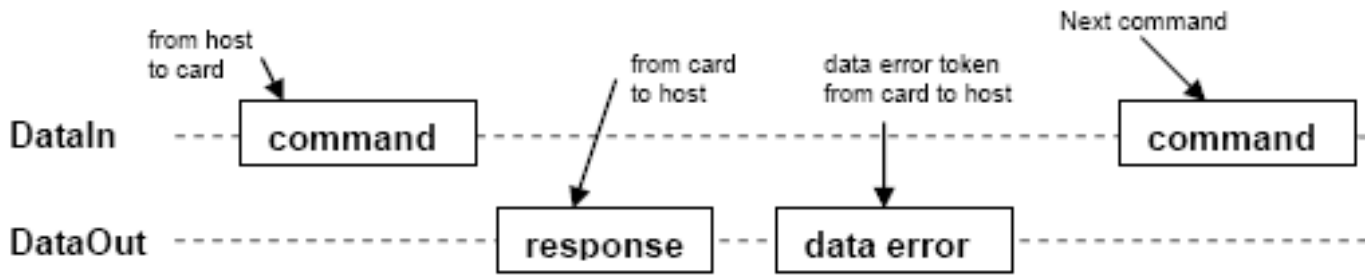 Next command
from host
to card
from card
to host
data error token
from card to host
DataIn
command
command
DataOut
response
data error